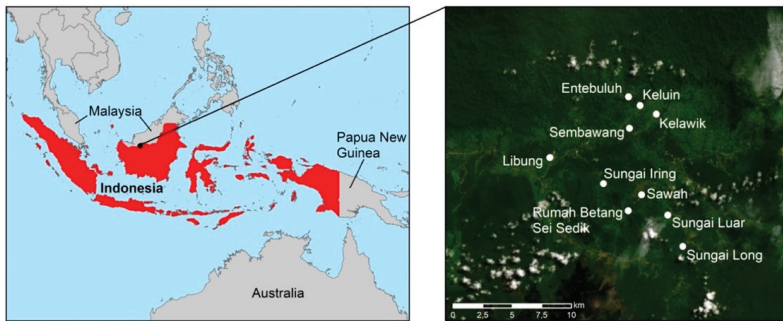 Malaysia
Papua New
Guinea
Indonesia
Australia
Entebuluh
Keluin
Kelawik
Sembawang
Libung
Sungai Iring
Sawah
Rumah Betang
Sei Sedik
Sungai Luar
Sungai Long
0 2,5 5 7,5 10
km